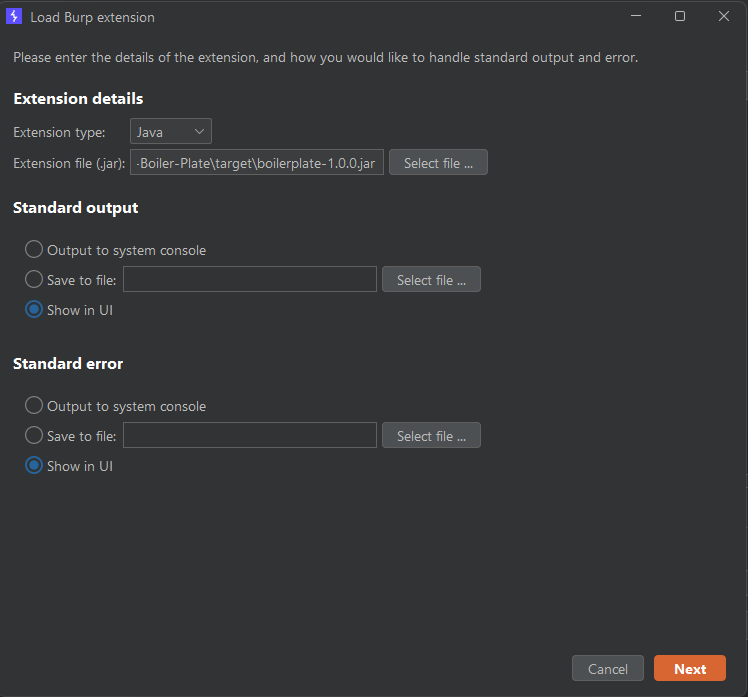 Load Burp extension
Please enter the details of the extension, and how you would like to handle standard output and error.
Extension details
Extension type: Java
Extension file (.jar): -Boiler-Plate\target\boilerplate-1.0.0.jar Select file ...
Standard output
Output to system console
Save to file: Select file ...
Show in UI
Standard error
Output to system console
Save to file: Select file ...
Show in UI
Cancel Next